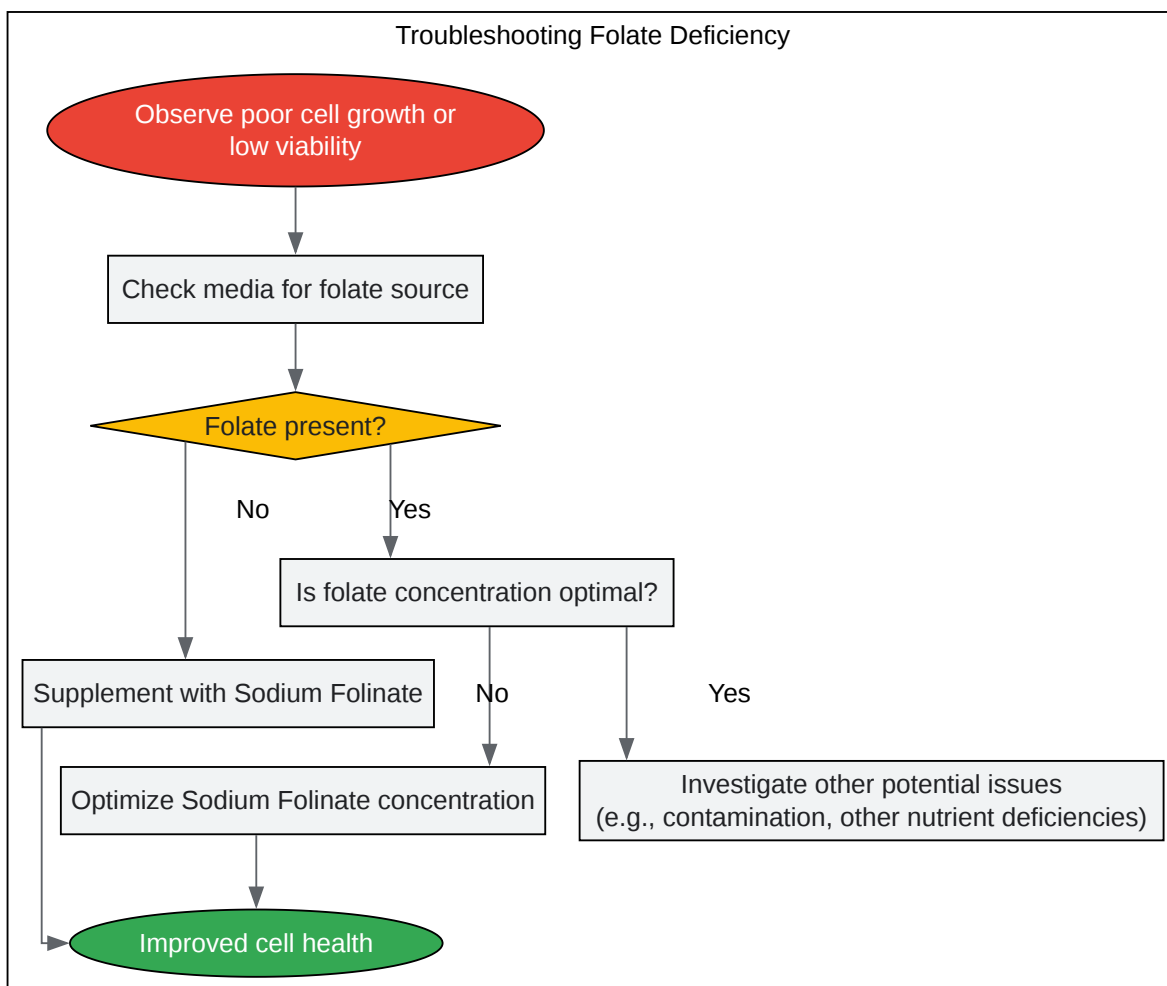 Troubleshooting Folate Deficiency
Observe poor cell growth or
low viability
Check media for folate source
Folate present?
No
Yes
Is folate concentration optimal?
Supplement with Sodium Folinate
No
Yes
Optimize Sodium Folinate concentration
Investigate other potential issues
(e.g., contamination, other nutrient deficiencies)
Improved cell health